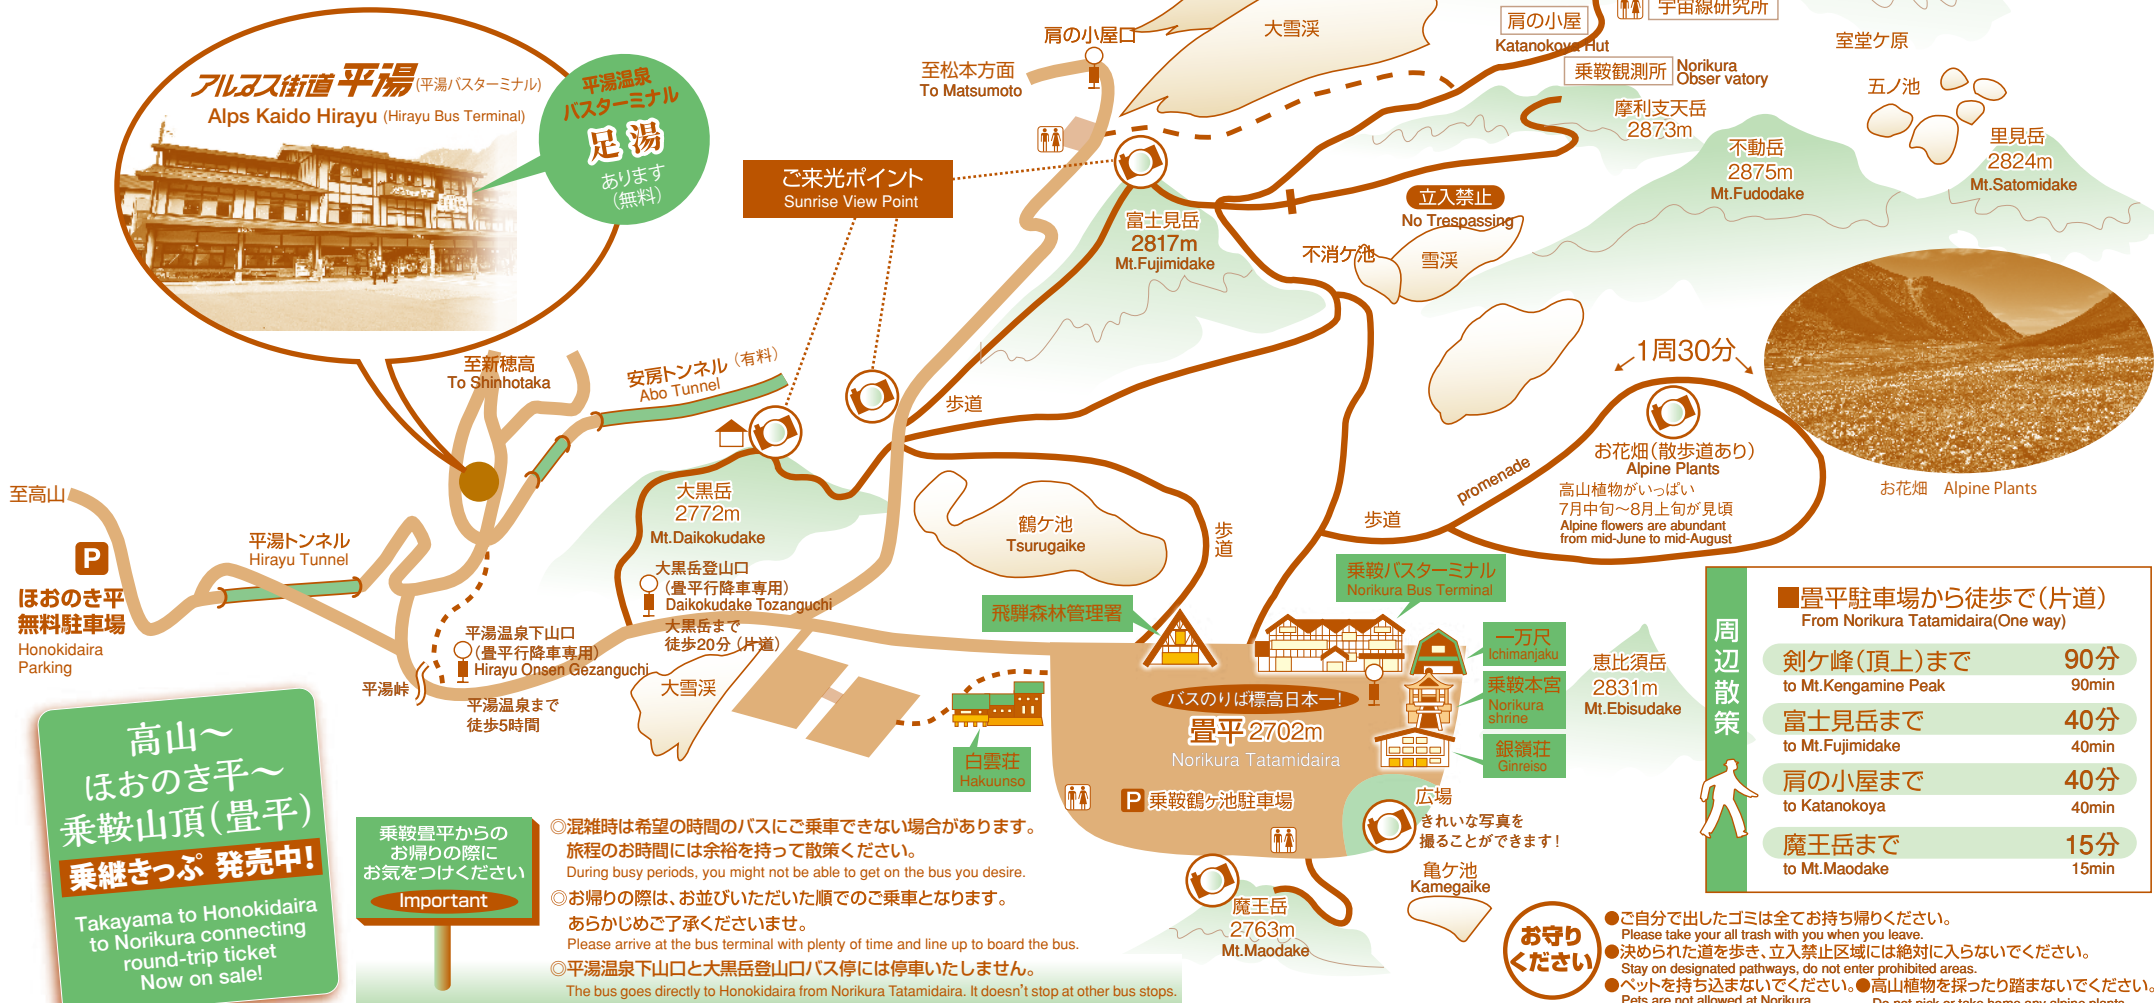 アルプス街道 平湯 (平湯バスターミナル)
Alps Kaido Hirayu (Hirayu Bus Terminal)
平湯温泉
バスターミナル
足湯
あります
(無料)
ご来光ポイント
Sunrise View Point
肩の小屋口
至松本方面
To Matsumoto
大雪渓
肩の小屋
Katanokoya Hut
宇宙線研究所
乗鞍観測所
Norikura
Obser vatory
室堂ケ原
五ノ池
摩利支天岳
2873m
不動岳
2875m
Mt.Fudodake
里見岳
2824m
Mt.Satomidake
立入禁止
No Trespassing
富士見岳
2817m
Mt.Fujimidake
不消ケ池
雪渓
至新穂高
To Shinhotaka
安房トンネル(有料)
Abo Tunnel
歩道
1周30分
お花畑(散歩道あり)
Alpine Plants
高山植物がいっぱい
7月中旬〜8月上旬が見頃
Alpine flowers are abundant
from mid-June to mid-August
promenade
歩道
お花畑 Alpine Plants
至高山
P
ほおのき平
無料駐車場
Honokidaira
Parking
平湯トンネル
Hirayu Tunnel
大黒岳
2772m
Mt.Daikokudake
鶴ケ池
Tsurugaike
歩道
大黒岳登山口
(畳平行降車専用)
Daikokudake Tozanguchi
大黒岳まで
徒歩20分(片道)
平湯温泉下山口
(畳平行降車専用)
Hirayu Onsen Gezanguchi
平湯温泉まで
徒歩5時間
平湯峠
大雪渓
飛騨森林管理署
乗鞍バスターミナル
Norikura Bus Terminal
一万尺
Ichimanjaku
乗鞍本宮
Norikura
shrine
銀嶺荘
Ginreiso
恵比須岳
2831m
Mt.Ebisudake
白雲荘
Hakuunso
バスのりば標高日本一!
畳平 2702m
Norikura Tatamidaira
P 乗鞍鶴ヶ池駐車場
広場
きれいな写真を
撮ることができます!
亀ケ池
Kamegaike
魔王岳
2763m
Mt.Maodake
周辺散策
■畳平駐車場から徒歩で(片道)
From Norikura Tatamidaira(One way)
剣ケ峰(頂上)まで 90分
to Mt.Kengamine Peak 90min
富士見岳まで 40分
to Mt.Fujimidake 40min
肩の小屋まで 40分
to Katanokoya 40min
魔王岳まで 15分
to Mt.Maodake 15min
高山〜
ほおのき平〜
乗鞍山頂(畳平)
乗継きっぷ 発売中!
Takayama to Honokidaira
to Norikura connecting
round-trip ticket
Now on sale!
乗鞍畳平からの
お帰りの際に
お気をつけください
Important
◎混雑時は希望の時間のバスにご乗車できない場合があります。
旅程のお時間には余裕を持って散策ください。
During busy periods, you might not be able to get on the bus you desire.
◎お帰りの際は、お並びいただいた順でのご乗車となります。
あらかじめご了承くださいませ。
Please arrive at the bus terminal with plenty of time and line up to board the bus.
◎平湯温泉下山口と大黒岳登山口バス停には停車いたしません。
The bus goes directly to Honokidaira from Norikura Tatamidaira. It doesn't stop at other bus stops.
お守り
ください
●ご自分で出したゴミは全てお持ち帰りください。
Please take your all trash with you when you leave.
●決められた道を歩き、立入禁止区域には絶対に入らないでください。
Stay on designated pathways, do not enter prohibited areas.
●ペットを持ち込まないでください。●高山植物を採ったり踏まないでください。
Pets are not allowed at Norikura. Do not pick or take home any alpine plants.